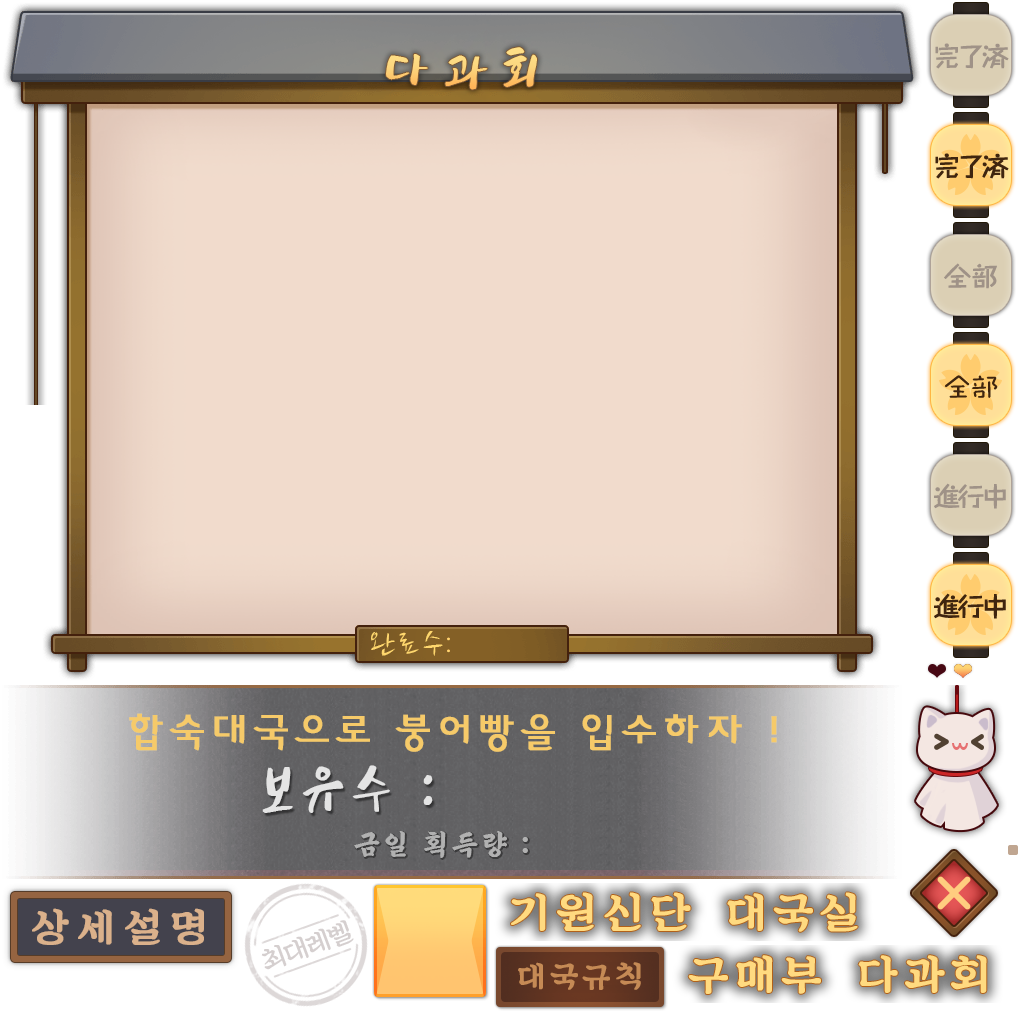 다과회
完了済
完了済
全部
全部
進行中
進行中
완료수:
합숙대국으로 붕어빵을 입수하자 !
보유수 :
금일 획득량 :
상세설명
최대레벨
기원신단 대국실
대국규칙
구매부 다과회